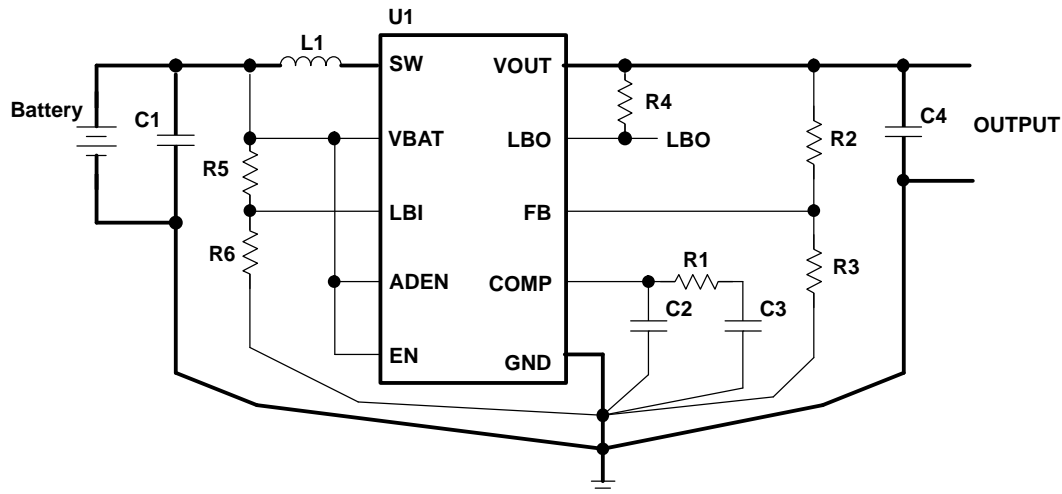 U1
L1
SW
VOUT
Battery
C1
R4
C4
OUTPUT
R5
VBAT
LBO
LBO
R2
LBI
FB
R6
R1
R3
ADEN
COMP
C2
C3
EN
GND